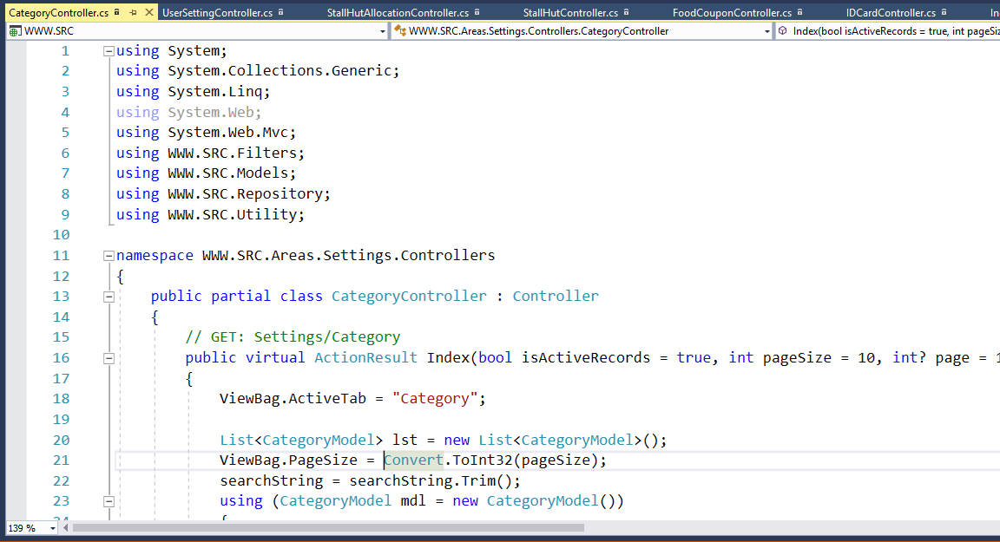 CategoryController.cs UserSettingController.cs StallHutAllocationController.cs StallHutController.cs FoodCouponController.cs IDCardController.cs In
WWW.SRC WWW.SRC.Areas.Settings.Controllers.CategoryController Index(bool isActiveRecords = true, int pageSiz
1 using System;
2 using System.Collections.Generic;
3 using System.Linq;
4 using System.Web;
5 using System.Web.Mvc;
6 using WWW.SRC.Filters;
7 using WWW.SRC.Models;
8 using WWW.SRC.Repository;
9 using WWW.SRC.Utility;
10
11 namespace WWW.SRC.Areas.Settings.Controllers
12 {
13 public partial class CategoryController : Controller
14 {
15 // GET: Settings/Category
16 public virtual ActionResult Index(bool isActiveRecords = true, int pageSize = 10, int? page = 1
17 {
18 ViewBag.ActiveTab = "Category";
19
20 List<CategoryModel> lst = new List<CategoryModel>();
21 ViewBag.PageSize = Convert.ToInt32(pageSize);
22 searchString = searchString.Trim();
23 using (CategoryModel mdl = new CategoryModel())
24 {
139 %